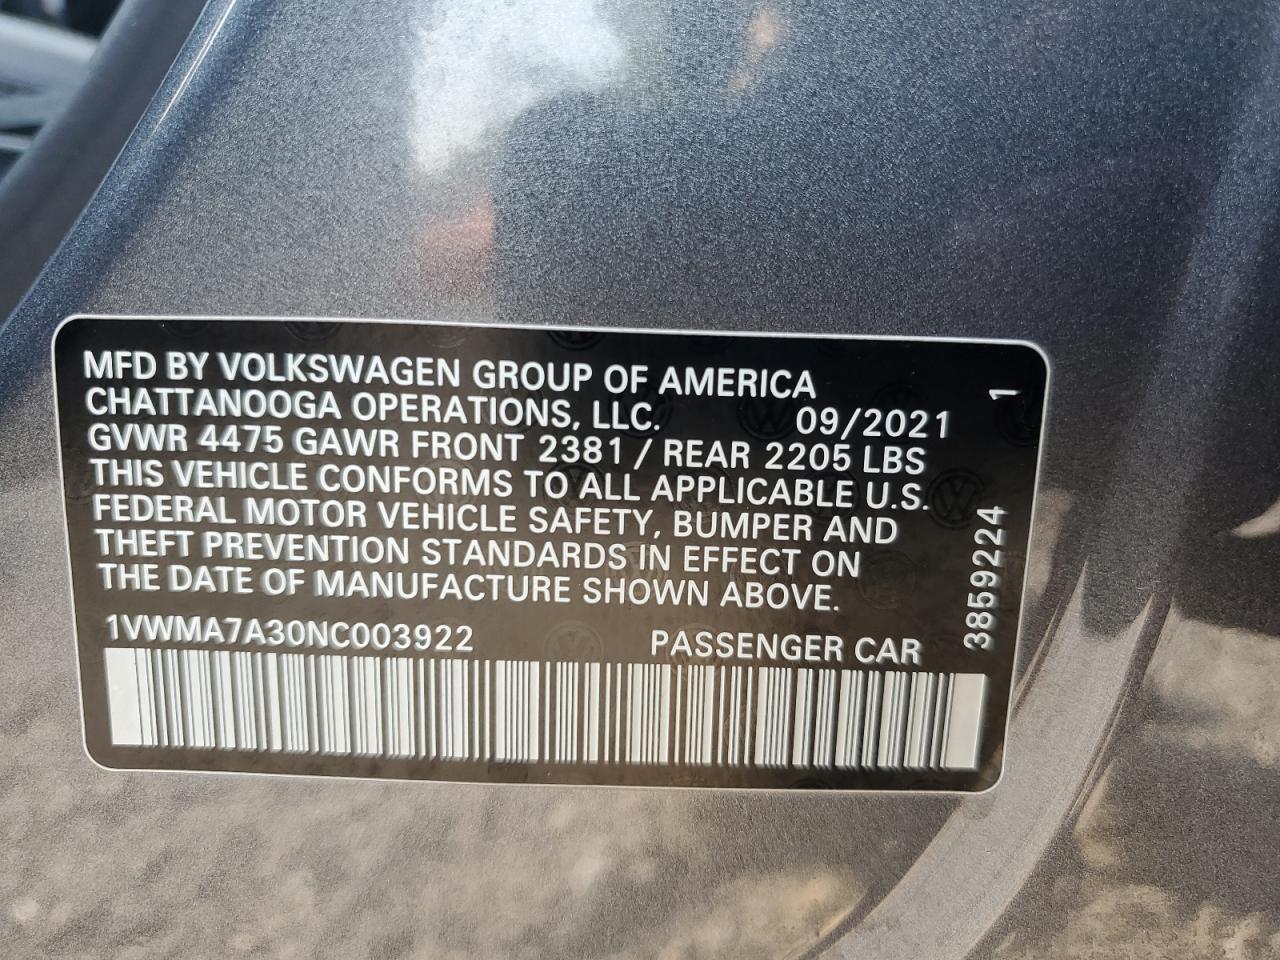 MFD BY VOLKSWAGEN GROUP OF AMERICA
CHATTANOOGA OPERATIONS, LLC. 09/2021
GVWR 4475 GAWR FRONT 2381 / REAR 2205 LBS
THIS VEHICLE CONFORMS TO ALL APPLICABLE U.S.
FEDERAL MOTOR VEHICLE SAFETY, BUMPER AND
THEFT PREVENTION STANDARDS IN EFFECT ON
THE DATE OF MANUFACTURE SHOWN ABOVE.
1VWMA7A30NC003922 PASSENGER CAR
3859224 1